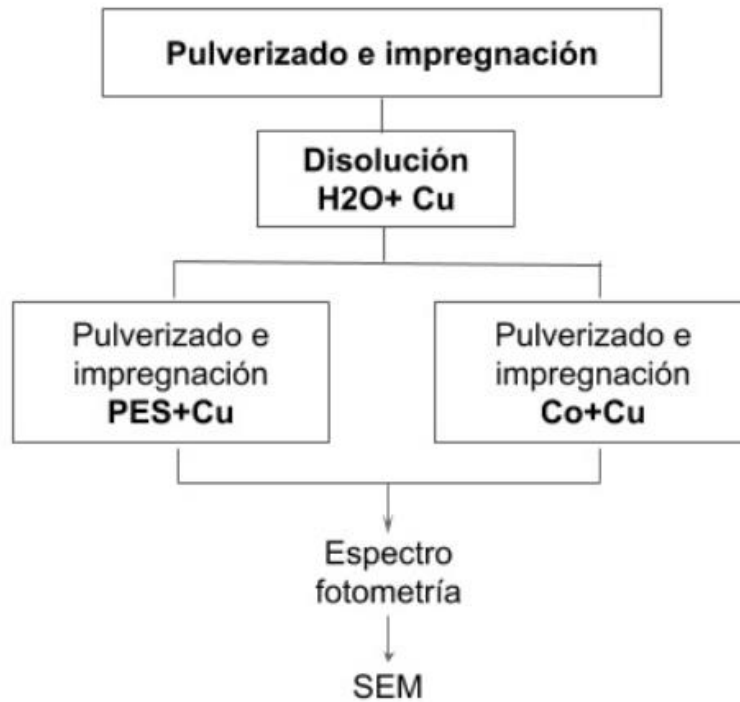 Pulverizado e impregnación
Disolución
H2O+ Cu
Pulverizado e
impregnación
PES+Cu
Pulverizado e
impregnación
Co+Cu
Espectro
fotometría
SEM